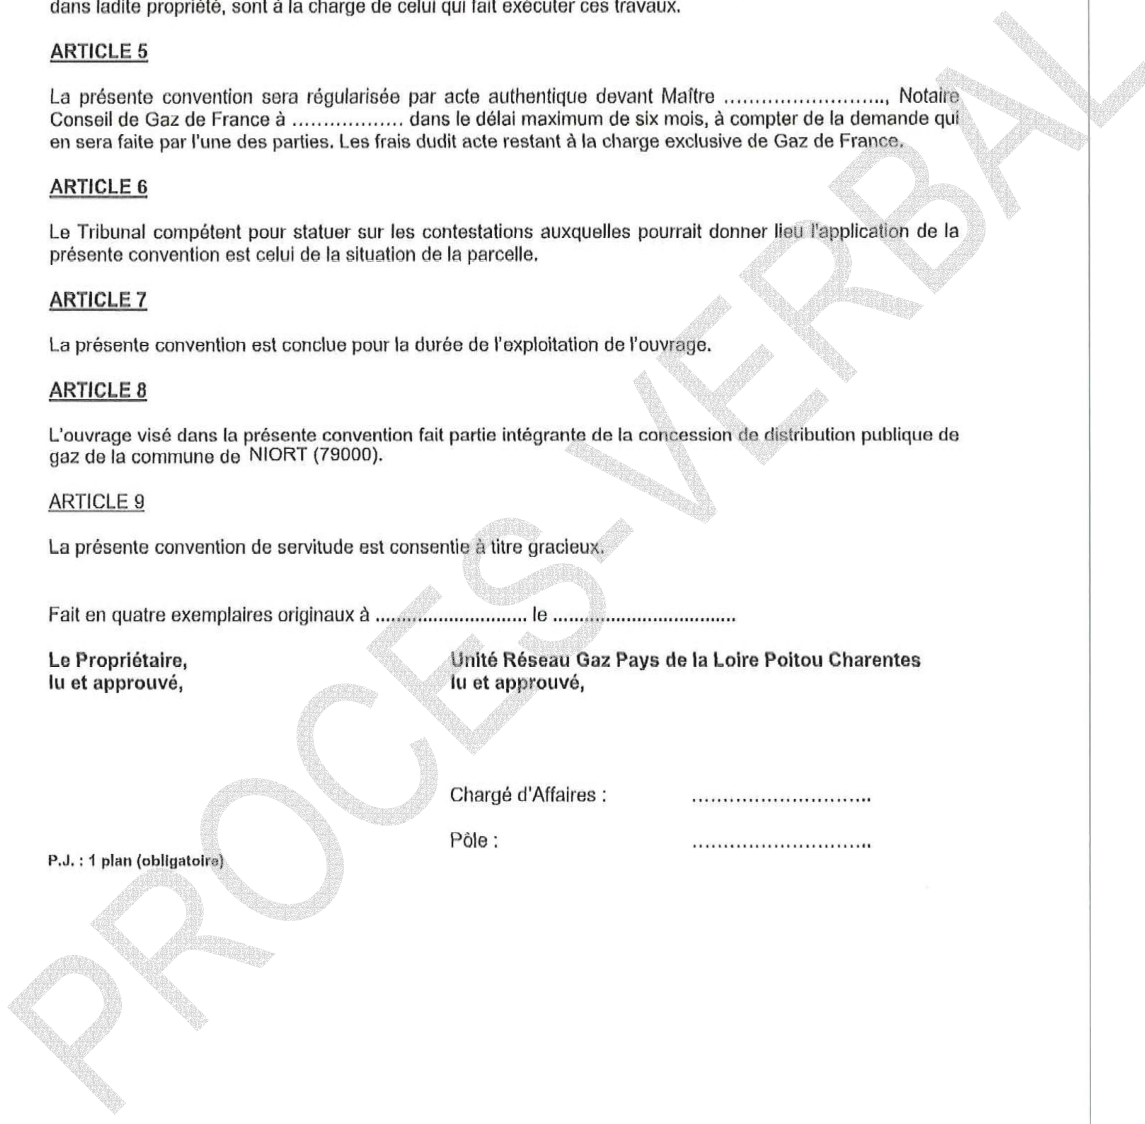 dans ladite propriété, sont à la charge de celui qui fait exécuter ces travaux.
ARTICLE 5
La présente convention sera régularisée par acte authentique devant Maître .........................., Notaire
Conseil de Gaz de France à .................. dans le délai maximum de six mois, à compter de la demande qui
en sera faite par l'une des parties. Les frais dudit acte restant à la charge exclusive de Gaz de France.
ARTICLE 6
Le Tribunal compétent pour statuer sur les contestations auxquelles pourrait donner lieu l'application de la
présente convention est celui de la situation de la parcelle.
ARTICLE 7
La présente convention est conclue pour la durée de l'exploitation de l'ouvrage.
ARTICLE 8
L'ouvrage visé dans la présente convention fait partie intégrante de la concession de distribution publique de
gaz de la commune de NIORT (79000).
ARTICLE 9
La présente convention de servitude est consentie à titre gracieux.
Fait en quatre exemplaires originaux à ........................... le .................................
Le Propriétaire,
lu et approuvé,
Unité Réseau Gaz Pays de la Loire Poitou Charentes
lu et approuvé,
Chargé d'Affaires : .............................
Pôle : .............................
P.J. : 1 plan (obligatoire)
PROCES-VERBAL